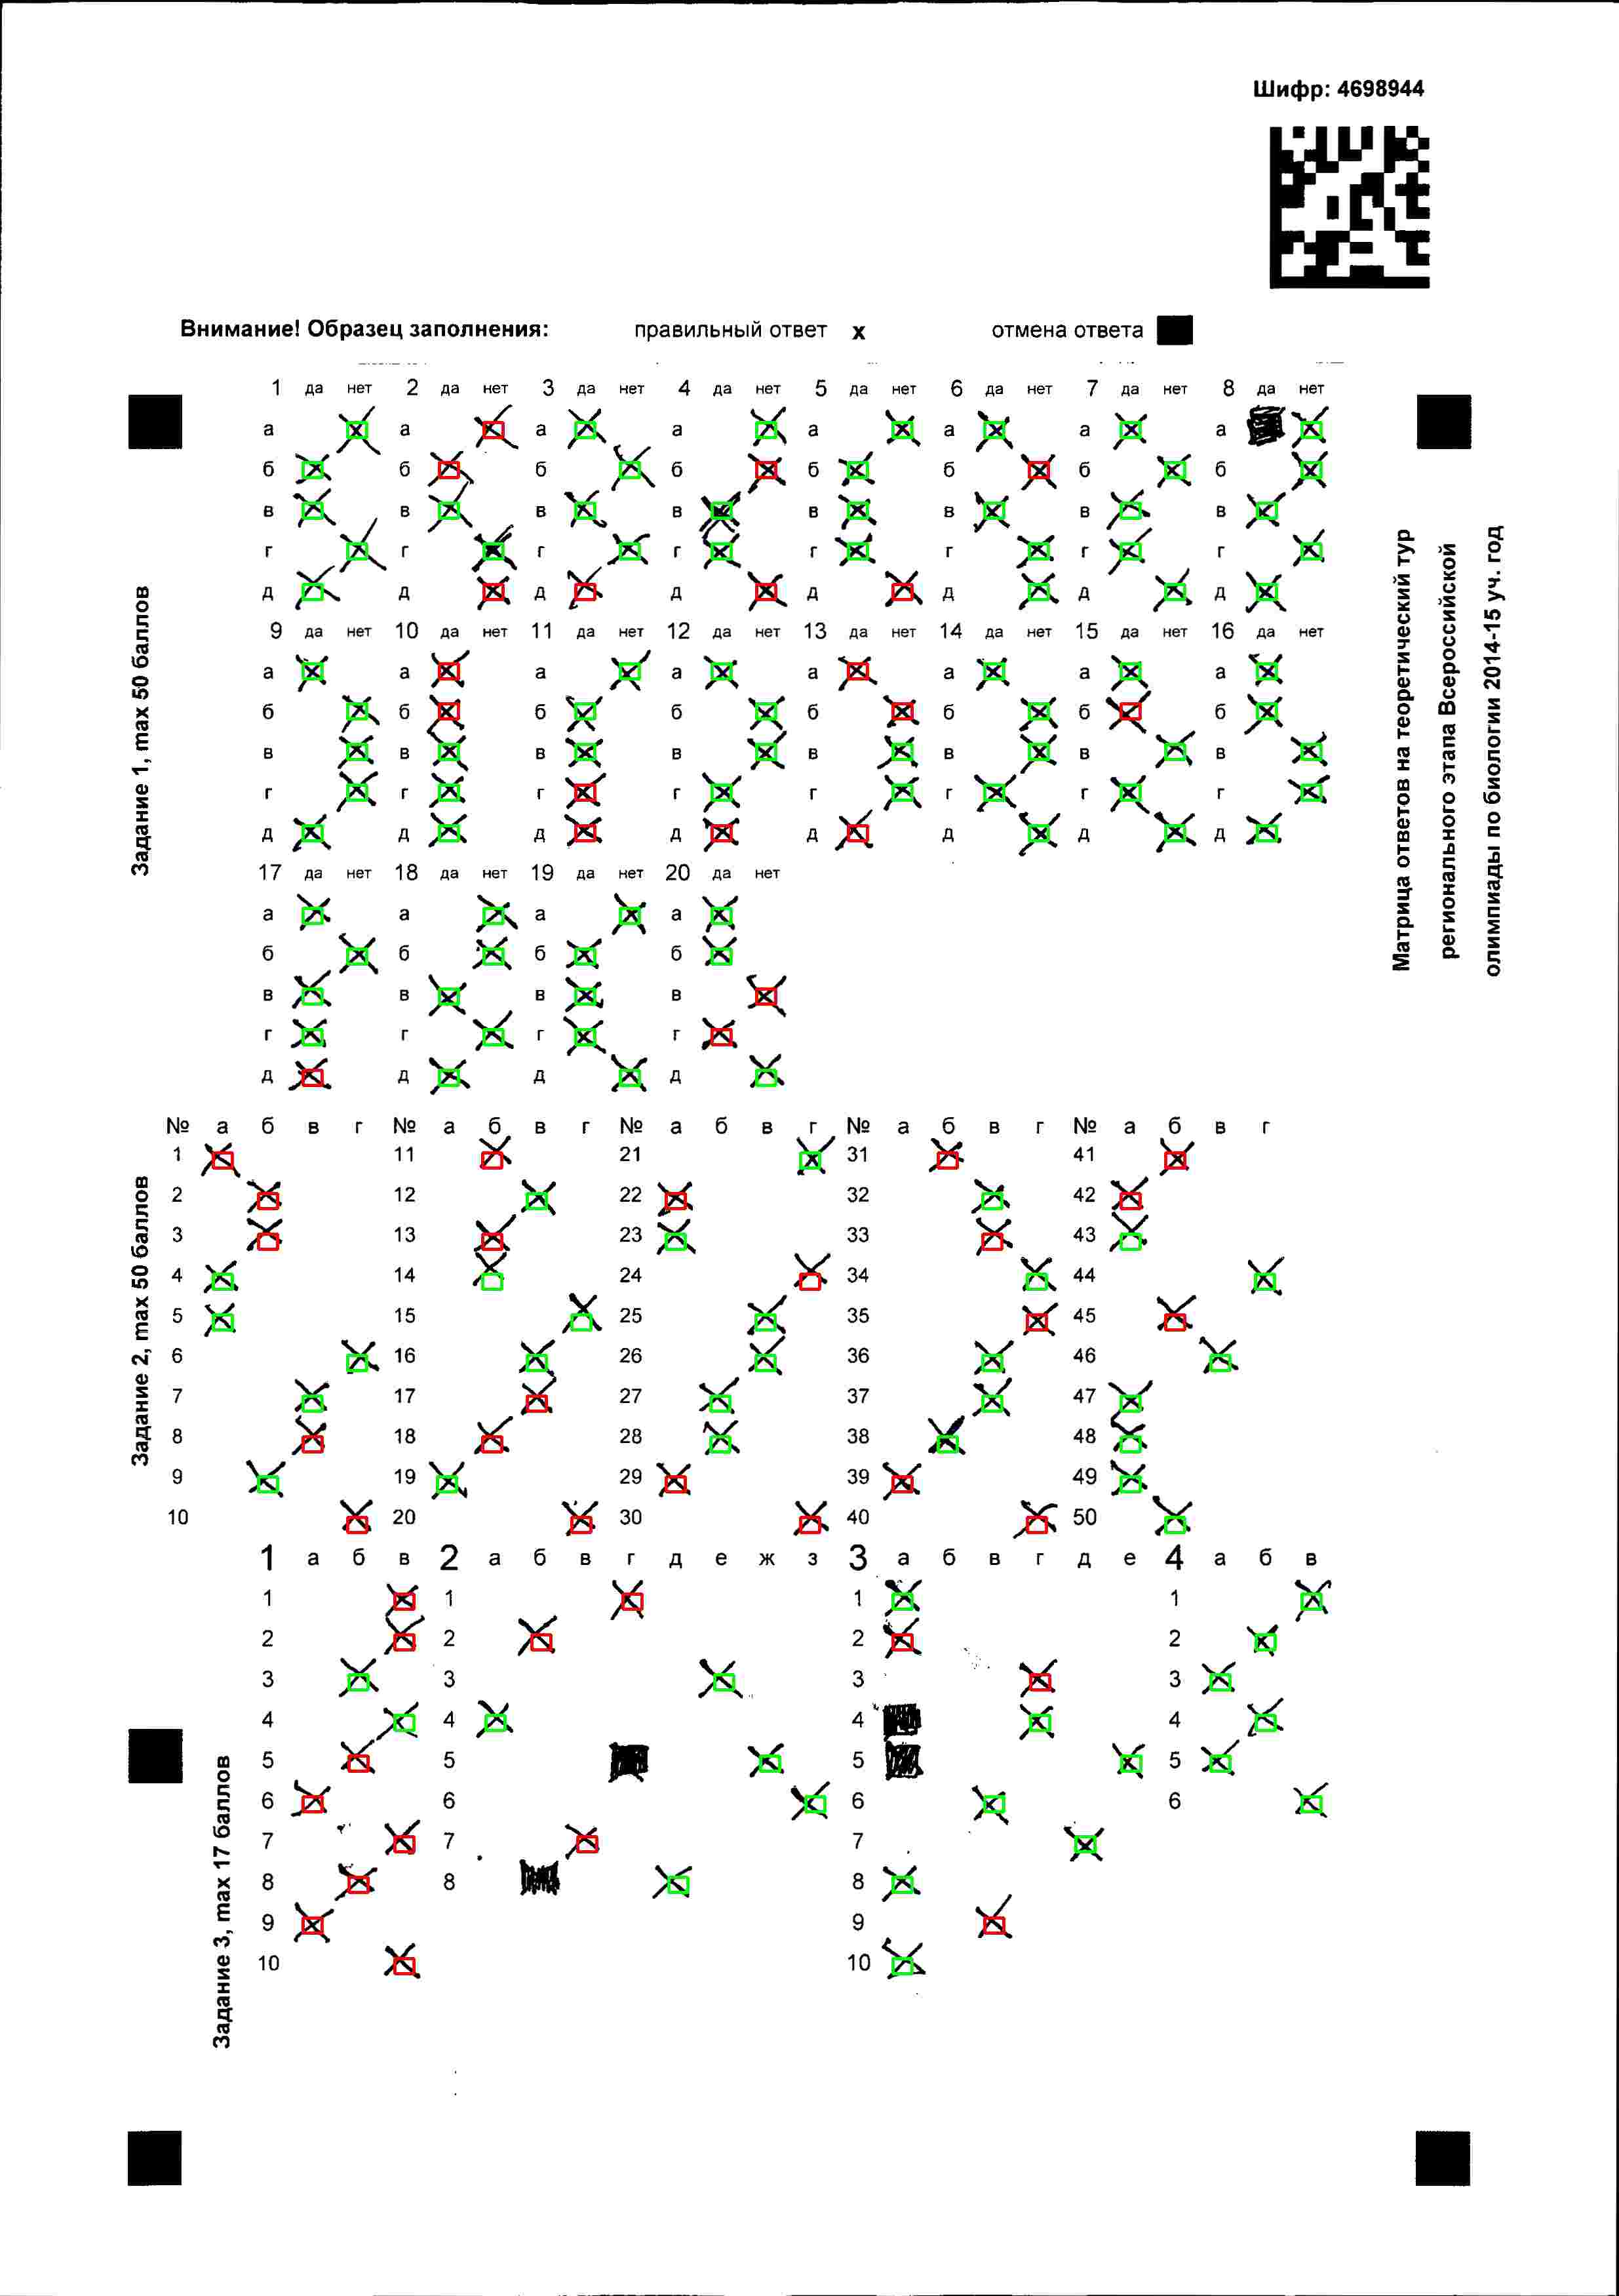 Шифр: 4698944
Внимание! Образец заполнения: правильный ответ x отмена ответа
Матрица ответов на теоретический тур
регионального этапа Всероссийской
олимпиады по биологии 2014-15 уч. год
Задание 1, max 50 баллов
1 да нет 2 да нет 3 да нет 4 да нет 5 да нет 6 да нет 7 да нет 8 да нет
а а а а а а а а
б б б б б б б б
в в в в в в в в
г г г г г г г г
д д д д д д д д
9 да нет 10 да нет 11 да нет 12 да нет 13 да нет 14 да нет 15 да нет 16 да нет
а а а а а а а а
б б б б б б б б
в в в в в в в в
г г г г г г г г
д д д д д д д д
17 да нет 18 да нет 19 да нет 20 да нет
а а а а
б б б б
в в в в
г г г г
д д д д
Задание 2, max 50 баллов
№ а б в г № а б в г № а б в г № а б в г № а б в г
1 11 21 31 41
2 12 22 32 42
3 13 23 33 43
4 14 24 34 44
5 15 25 35 45
6 16 26 36 46
7 17 27 37 47
8 18 28 38 48
9 19 29 39 49
10 20 30 40 50
Задание 3, max 17 баллов
1 а б в 2 а б в г д е ж з 3 а б в г д е 4 а б в
1 1 1 1
2 2 2 2
3 3 3 3
4 4 4 4
5 5 5 5
6 6 6 6
7 7 7
8 8 8
9 9
10 10